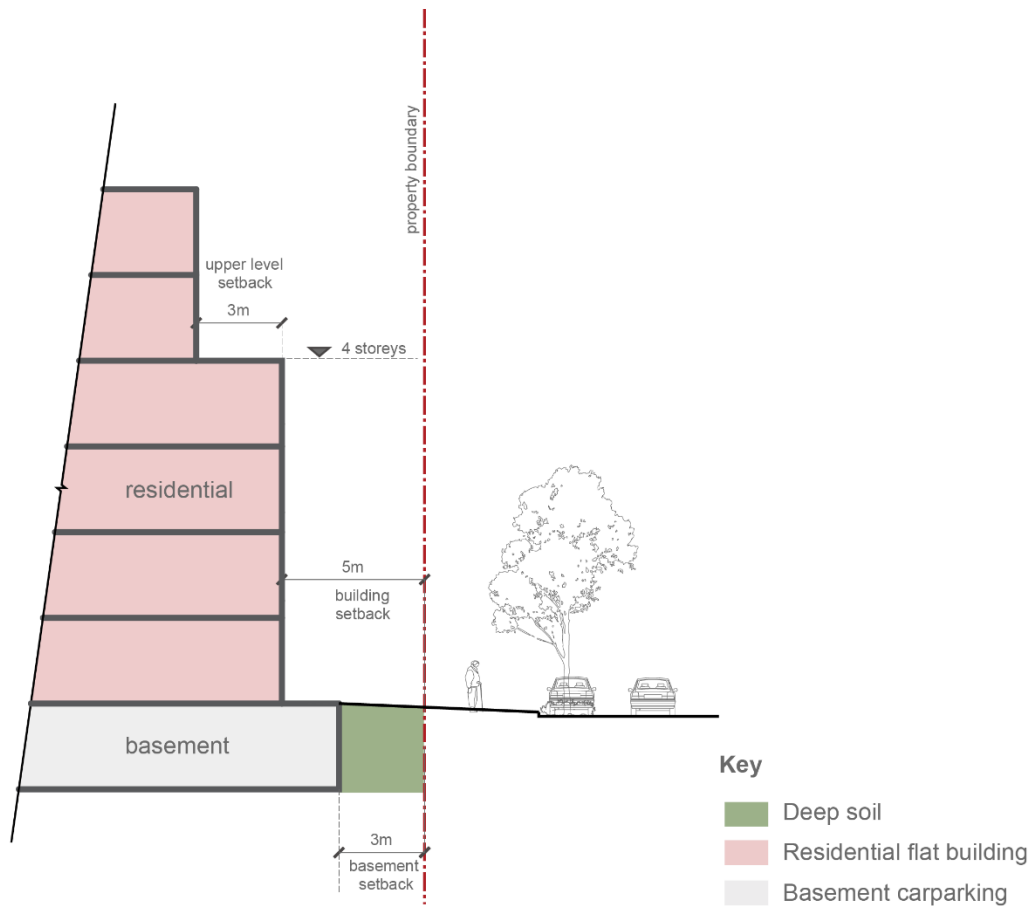 property boundary
upper level
setback
3m
4 storeys
residential
5m
building
setback
basement
3m
basement
setback
Key
Deep soil
Residential flat building
Basement carparking